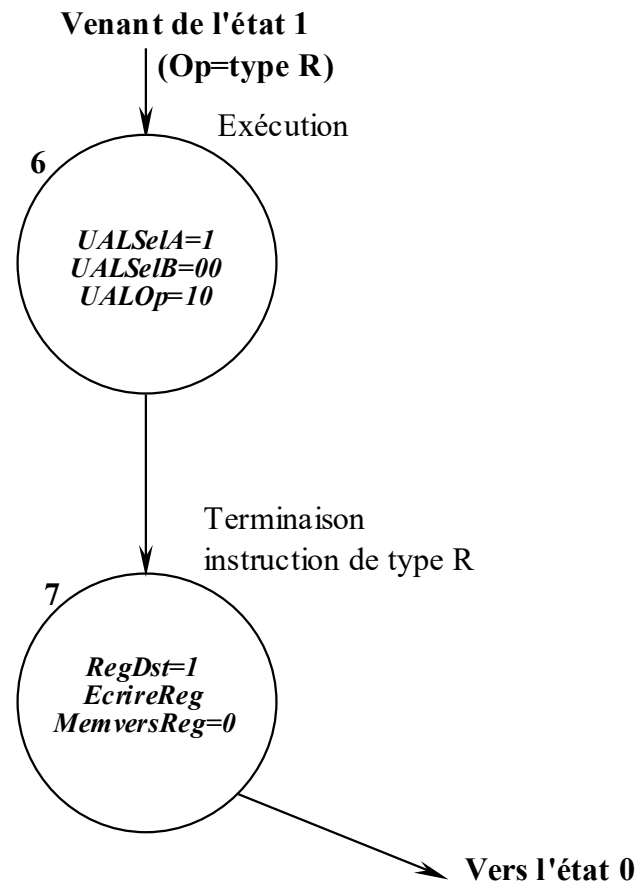 Venant de l'état 1
(Op=type R)
Exécution
6
UALSelA=1
UALSelB=00
UALOp=10
Terminaison
instruction de type R
7
RegDst=1
EcrireReg
MemversReg=0
Vers l'état 0